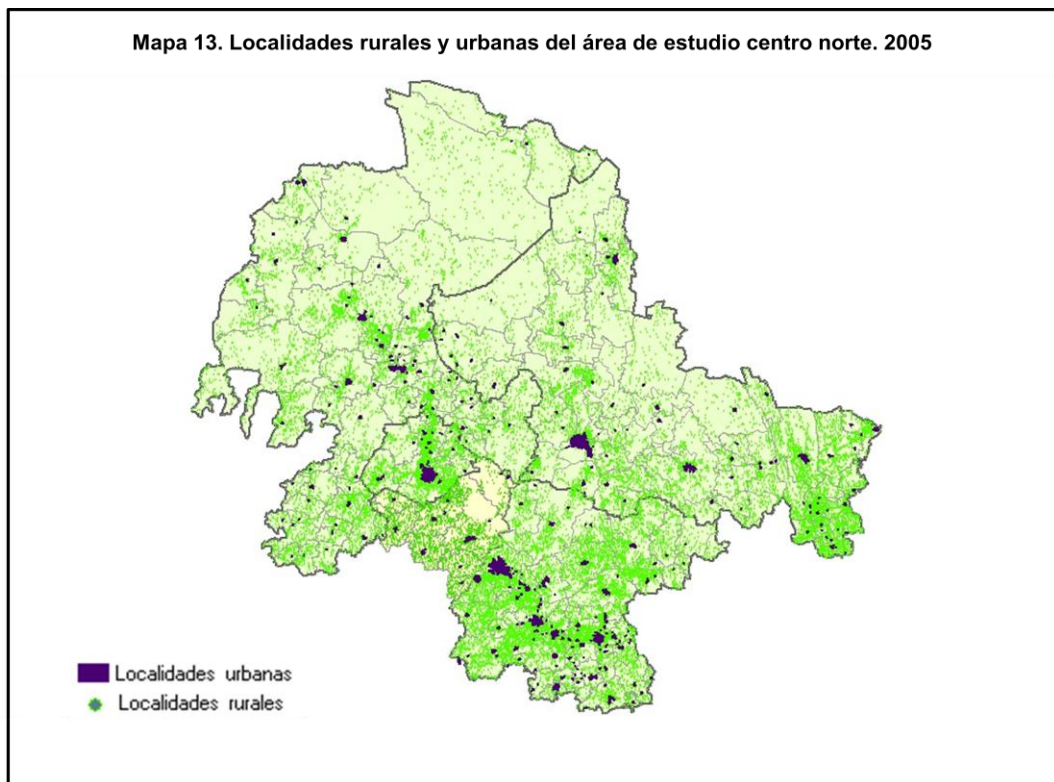 Mapa 13. Localidades rurales y urbanas del área de estudio centro norte. 2005
Localidades urbanas
Localidades rurales